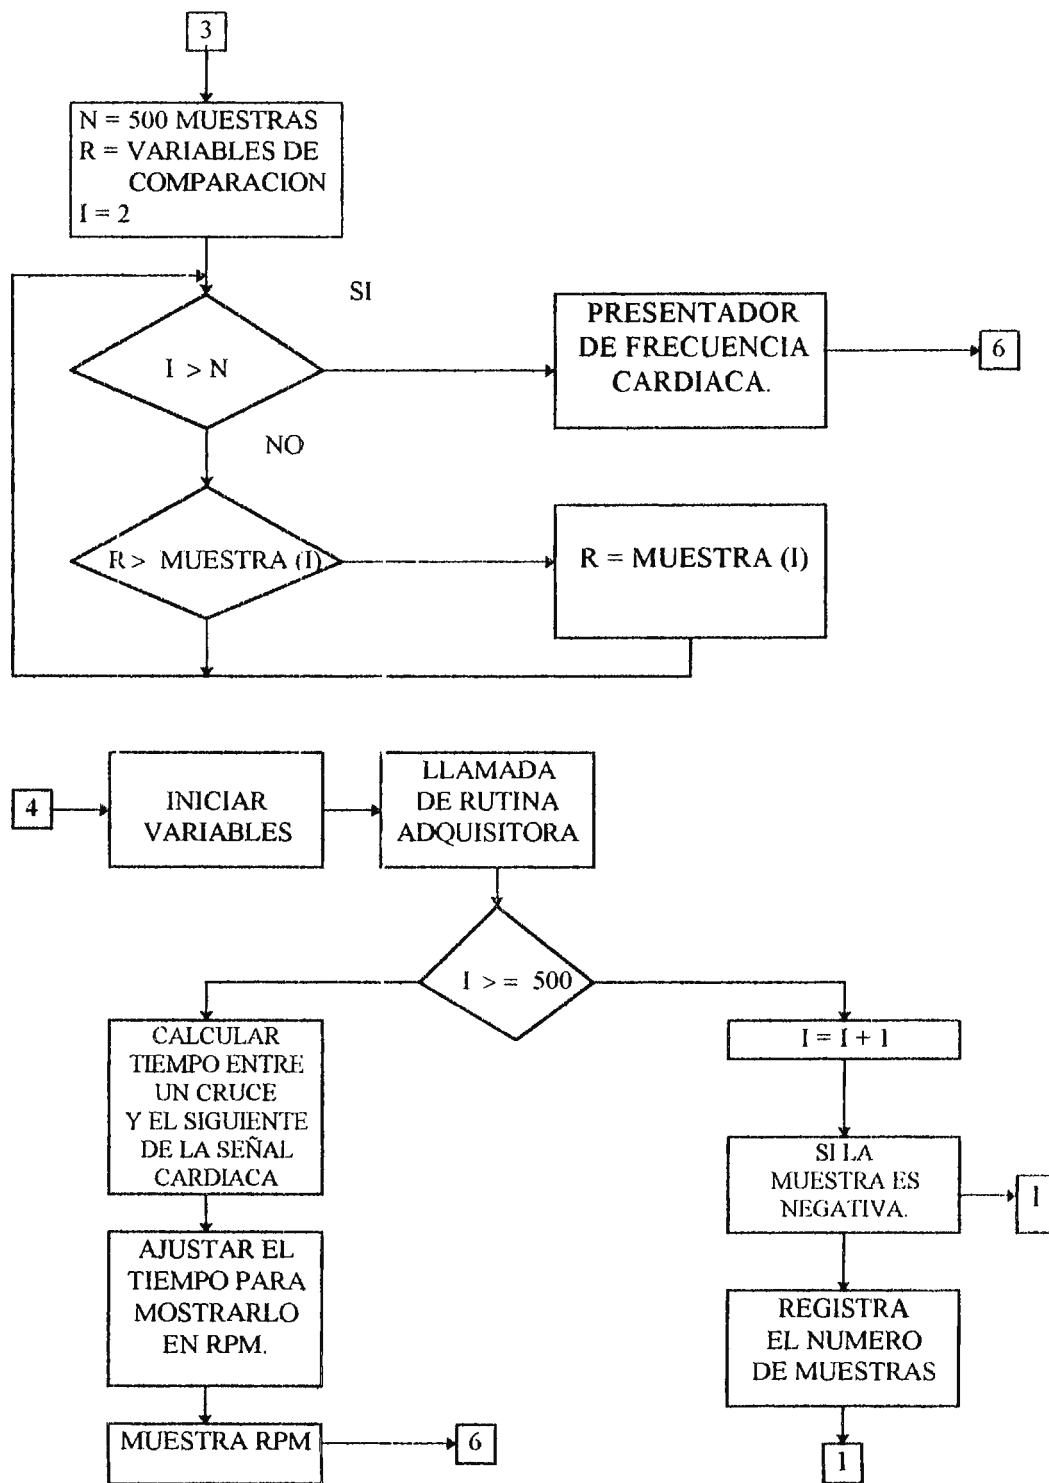 3
N = 500 MUESTRAS
R = VARIABLES DE
COMPARACION
I = 2
SI
I > N
PRESENTADOR
DE FRECUENCIA
CARDIACA.
6
NO
R > MUESTRA (I)
R = MUESTRA (I)
4
INICIAR
VARIABLES
LLAMADA
DE RUTINA
ADQUISITORA
I > = 500
CALCULAR
TIEMPO ENTRE
UN CRUCE
Y EL SIGUIENTE
DE LA SEÑAL
CARDIACA
AJUSTAR EL
TIEMPO PARA
MOSTRARLO
EN RPM.
MUESTRA RPM
6
I = I + 1
SI LA
MUESTRA ES
NEGATIVA.
1
REGISTRA
EL NUMERO
DE MUESTRAS
1